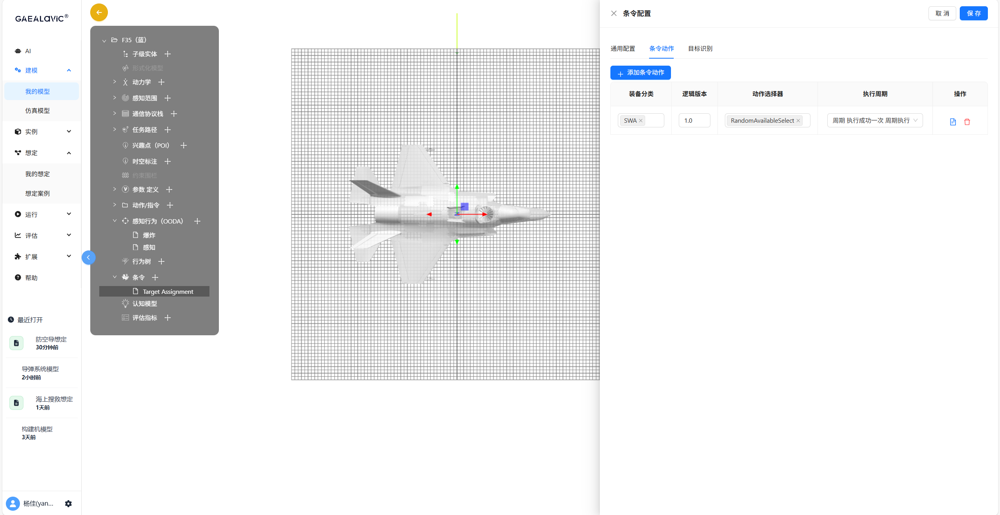 GAEALaViC®
AI
建模
我的模型
仿真模型
实例
想定
我的想定
想定案例
运行
评估
扩展
帮助
最近打开
防空导想定
30分钟前
导弹系统模型
2小时前
海上搜救想定
1天前
构建机模型
3天前
杨佳(yan...
F35（蓝）
子级实体
形式化模型
动力学
感知范围
通信协议栈
任务路径
兴趣点（POI）
时空标注
约束围栏
参数 定义
动作/指令
感知行为（OODA）
爆炸
感知
行为树
条令
Target Assignment
认知模型
评估指标
条令配置
取 消
保 存
通用配置 条令动作 目标识别
添加条令动作
装备分类 逻辑版本 动作选择器 执行周期 操作
SWA 1.0 RandomAvailableSelect 周期 执行成功一次 周期执行